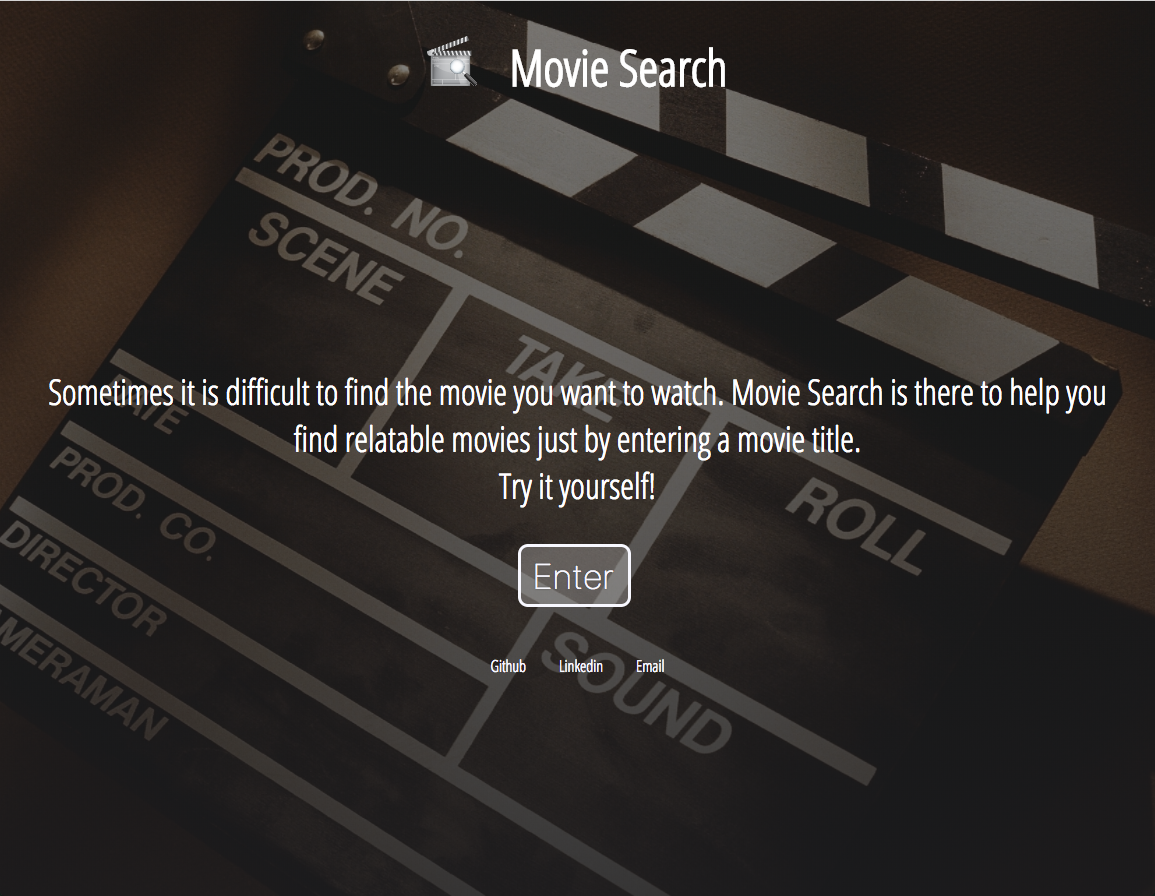 Movie Search
PROD. NO.
SCENE
TAKE
Sometimes it is difficult to find the movie you want to watch. Movie Search is there to help you
find relatable movies just by entering a movie title.
Try it yourself!
DATE
ROLL
PROD. CO.
Enter
DIRECTOR
SOUND
Github Linkedin Email
AMERAMAN